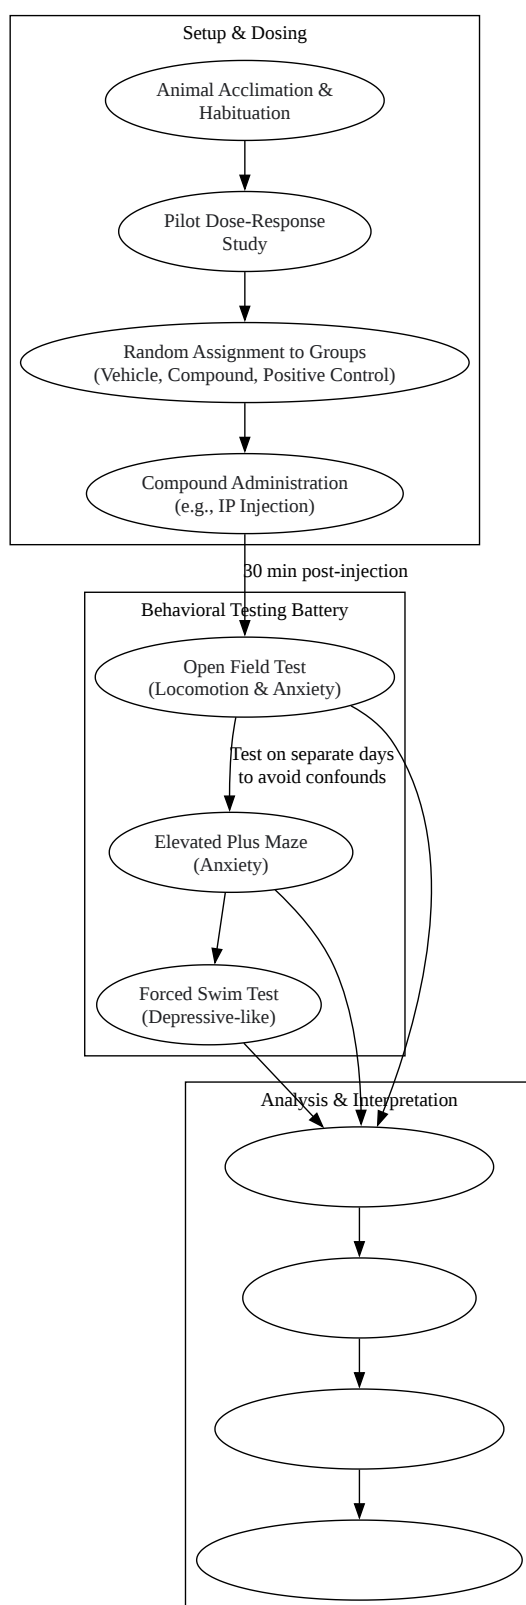 Setup & Dosing
Animal Acclimation &
Habituation
Pilot Dose-Response
Study
Random Assignment to Groups
(Vehicle, Compound, Positive Control)
Compound Administration
(e.g., IP Injection)
30 min post-injection
Behavioral Testing Battery
Open Field Test
(Locomotion & Anxiety)
Test on separate days
to avoid confounds
Elevated Plus Maze
(Anxiety)
Forced Swim Test
(Depressive-like)
Analysis & Interpretation